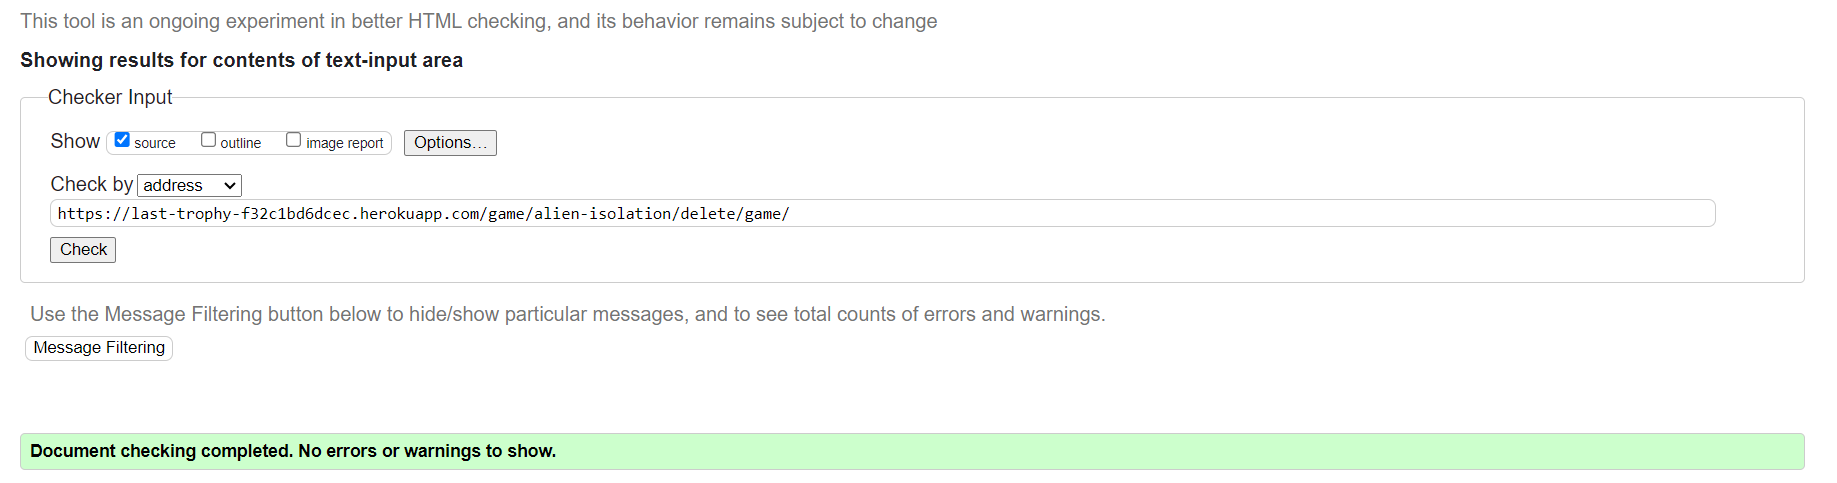 This tool is an ongoing experiment in better HTML checking, and its behavior remains subject to change
Showing results for contents of text-input area
Checker Input
Show source outline image report Options...
Check by address
https://last-trophy-f32c1bd6dcec.herokuapp.com/game/alien-isolation/delete/game/
Check
Use the Message Filtering button below to hide/show particular messages, and to see total counts of errors and warnings.
Message Filtering
Document checking completed. No errors or warnings to show.